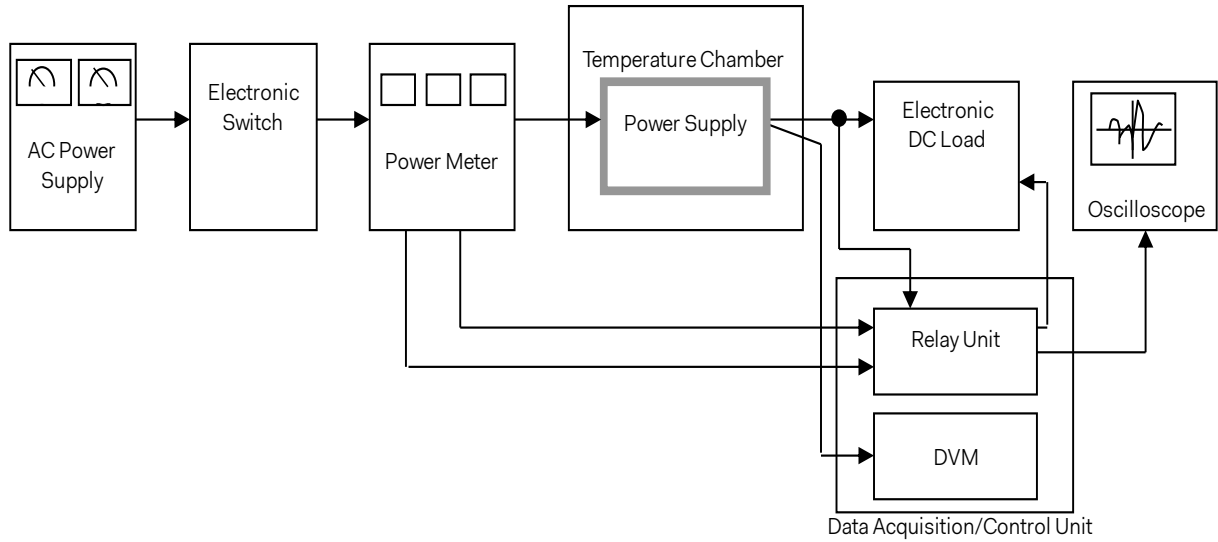 AC Power
Supply
Electronic
Switch
Power Meter
Temperature Chamber
Power Supply
Electronic
DC Load
Oscilloscope
Relay Unit
DVM
Data Acquisition/Control Unit